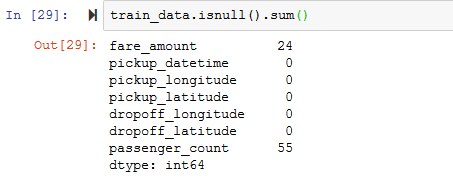 In [29]: train_data.isnull().sum()
Out[29]: fare_amount 24
pickup_datetime 0
pickup_longitude 0
pickup_latitude 0
dropoff_longitude 0
dropoff_latitude 0
passenger_count 55
dtype: int64